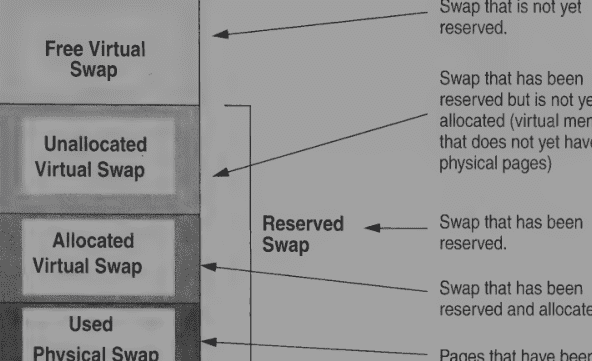 Swap that is not yet
reserved.
Free Virtual
Swap
Swap that has been
reserved but is not
allocated (virtual
that does not yet
physical pages)
Unallocated
Virtual Swap
Reserved
Swap
Swap that has been
reserved.
Allocated
Virtual Swap
Swap that has been
reserved and
Used
Physical Swap
Pages that have been